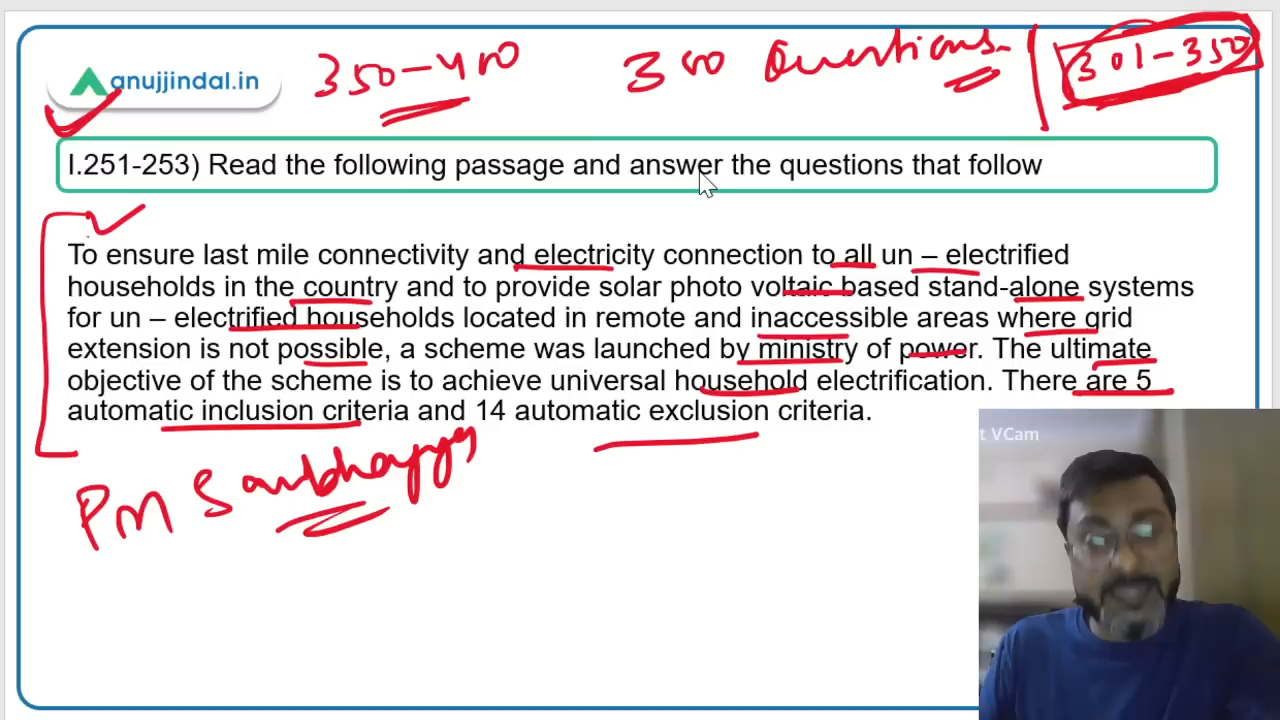 350-400 300 Questions 301-350
anujjindal.in
I.251-253) Read the following passage and answer the questions that follow
To ensure last mile connectivity and electricity connection to all un – electrified
households in the country and to provide solar photo voltaic based stand-alone systems
for un – electrified households located in remote and inaccessible areas where grid
extension is not possible, a scheme was launched by ministry of power. The ultimate
objective of the scheme is to achieve universal household electrification. There are 5
automatic inclusion criteria and 14 automatic exclusion criteria.
t VCam
PM Saubhagya